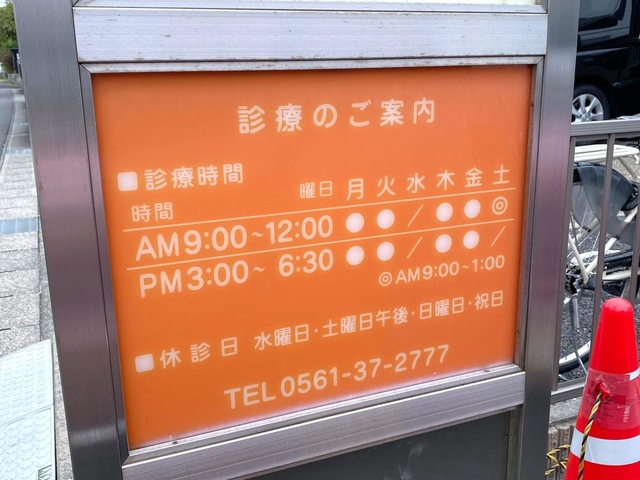 診療のご案内
■診療時間
時間 曜日 月 火 水 木 金 土
AM9:00~12:00 ● ● / ● ● ◎
PM3:00~ 6:30 ● ● / ● ● /
◎AM9:00~1:00
■休診日 水曜日・土曜日午後・日曜日・祝日
TEL0561-37-2777